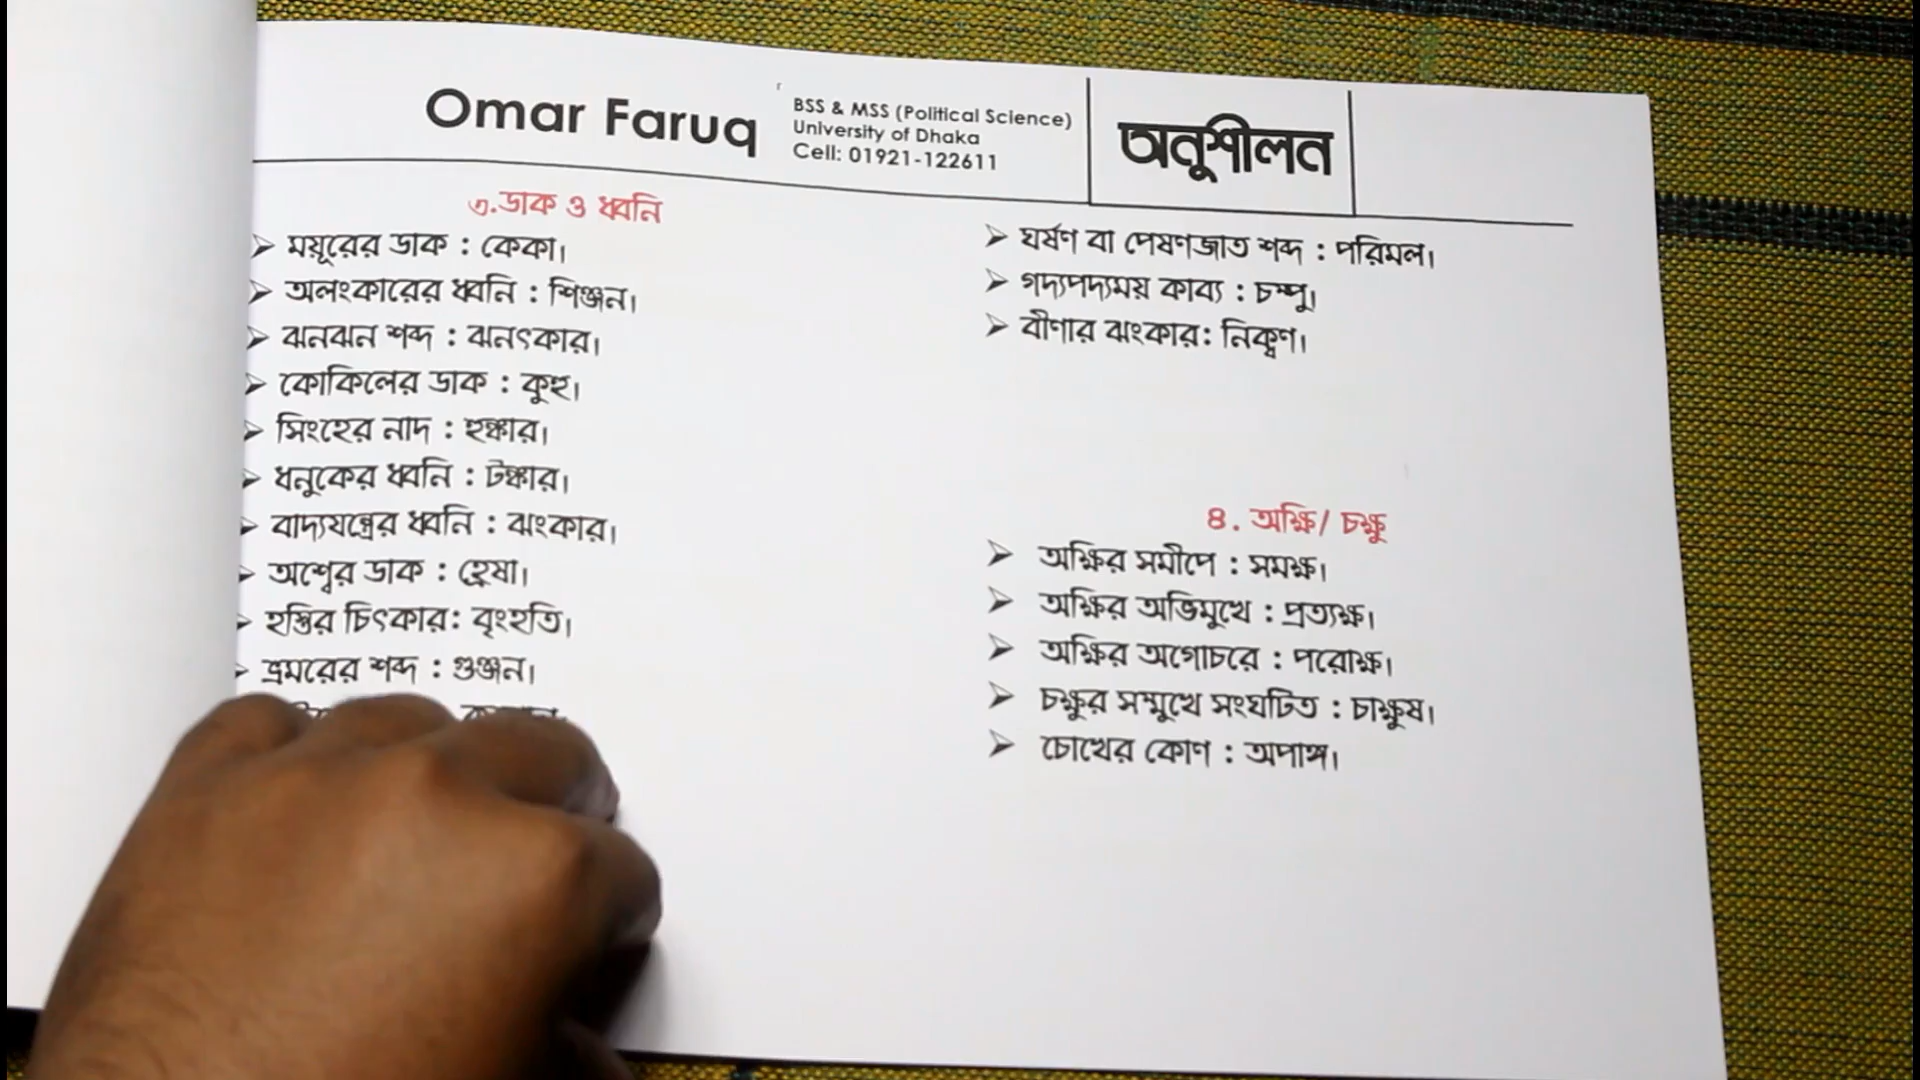 Omar Faruq
BSS & MSS (Political Science)
University of Dhaka
Cell: 01921-122611
অনুশীলন
৩.ডাক ও ধ্বনি
➢ ময়ূরের ডাক : কেকা।
➢ অলংকারের ধ্বনি : শিঞ্জন।
➢ ঝনঝন শব্দ : ঝনৎকার।
➢ কোকিলের ডাক : কুহু।
➢ সিংহের নাদ : হুঙ্কার।
➢ ধনুকের ধ্বনি : টঙ্কার।
➢ বাদ্যযন্ত্রের ধ্বনি : ঝংকার।
➢ অশ্বের ডাক : হ্রেষা।
➢ হস্তির চিৎকার: বৃংহতি।
➢ ভ্রমরের শব্দ : গুঞ্জন।
➢ ঘর্ষণ বা পেষণজাত শব্দ : পরিমল।
➢ গদ্যপদ্যময় কাব্য : চম্পু।
➢ বীণার ঝংকার: নিক্বণ।
৪. অক্ষি/ চক্ষু
➢ অক্ষির সমীপে : সমক্ষ।
➢ অক্ষির অভিমুখে : প্রত্যক্ষ।
➢ অক্ষির অগোচরে : পরোক্ষ।
➢ চক্ষুর সম্মুখে সংঘটিত : চাক্ষুষ।
➢ চোখের কোণ : অপাঙ্গ।